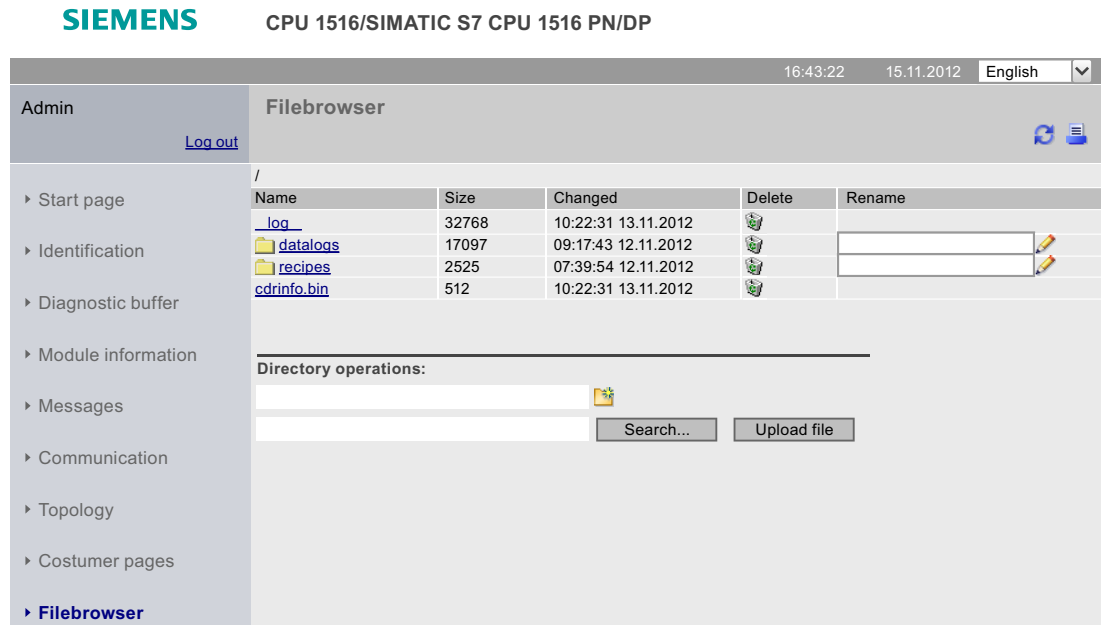 SIEMENS CPU 1516/SIMATIC S7 CPU 1516 PN/DP
16:43:22 15.11.2012 English
Admin
Log out
Filebrowser
/
Name Size Changed Delete Rename
_log_ 32768 10:22:31 13.11.2012
datalogs 17097 09:17:43 12.11.2012
recipes 2525 07:39:54 12.11.2012
cdrinfo.bin 512 10:22:31 13.11.2012
Directory operations:
Search... Upload file
Start page
Identification
Diagnostic buffer
Module information
Messages
Communication
Topology
Costumer pages
Filebrowser